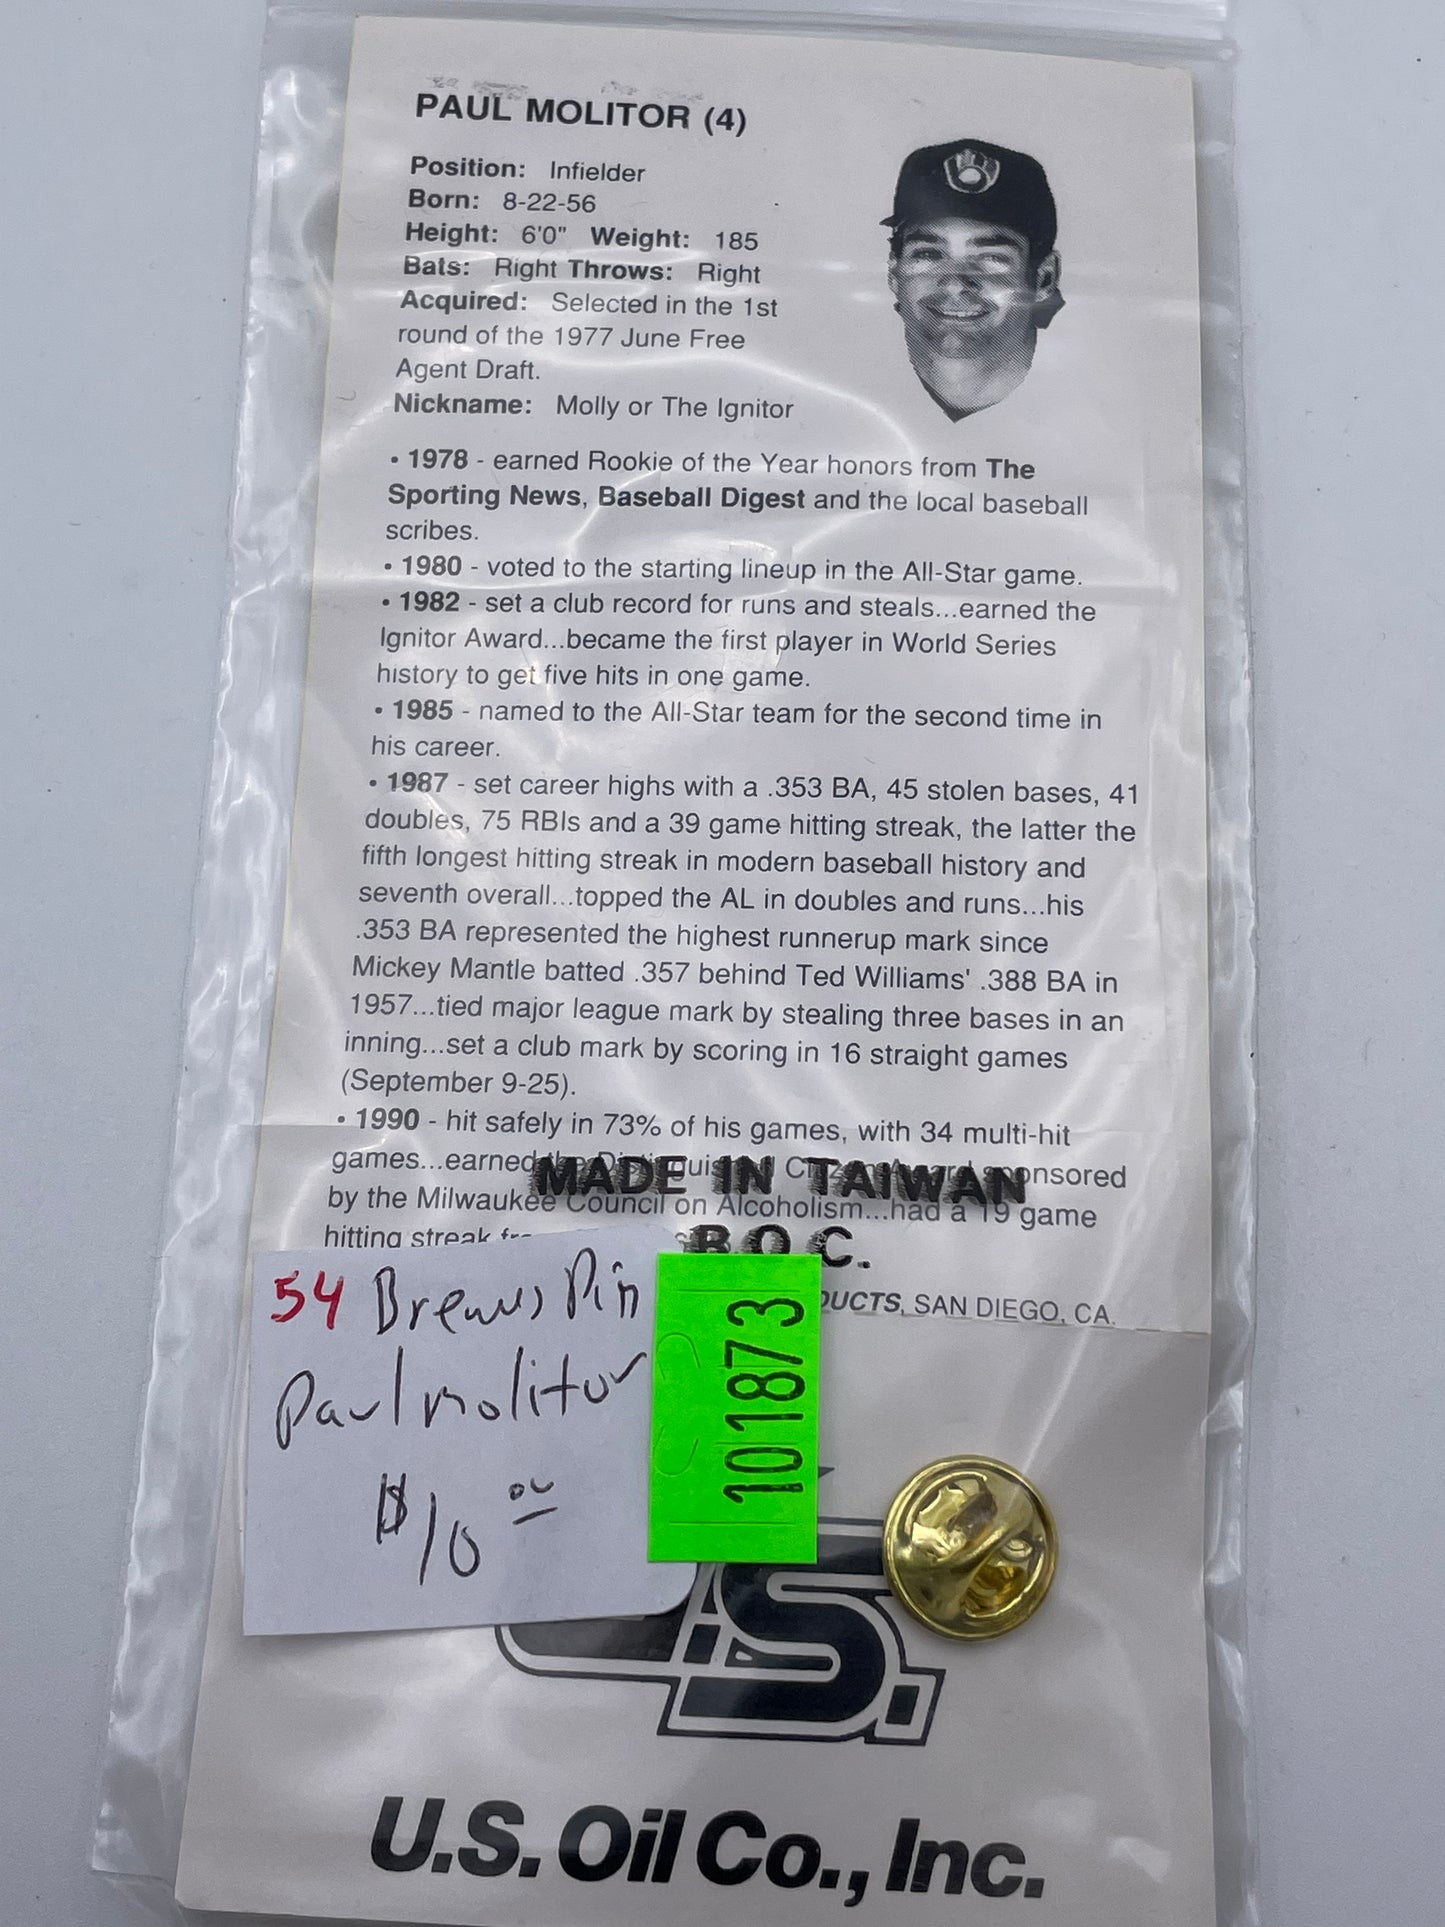 PAUL MOLITOR (4)
Position: Infielder
Born: 8-22-56
Height: 6'0" Weight: 185
Bats: Right Throws: Right
Acquired: Selected in the 1st
round of the 1977 June Free
Agent Draft.
Nickname: Molly or The Ignitor
• 1978 - earned Rookie of the Year honors from The
Sporting News, Baseball Digest and the local baseball
scribes.
• 1980 - voted to the starting lineup in the All-Star game.
• 1982 - set a club record for runs and steals...earned the
Ignitor Award...became the first player in World Series
history to get five hits in one game.
• 1985 - named to the All-Star team for the second time in
his career.
• 1987 - set career highs with a .353 BA, 45 stolen bases, 41
doubles, 75 RBIs and a 39 game hitting streak, the latter the
fifth longest hitting streak in modern baseball history and
seventh overall...topped the AL in doubles and runs...his
.353 BA represented the highest runnerup mark since
Mickey Mantle batted .357 behind Ted Williams' .388 BA in
1957...tied major league mark by stealing three bases in an
inning...set a club mark by scoring in 16 straight games
(September 9-25).
• 1990 - hit safely in 73% of his games, with 34 multi-hit
games...earned the Distinguished Citizen Award sponsored
MADE IN TAIWAN
by the Milwaukee Council on Alcoholism...had a 19 game
hitting streak
R.O.C.
SAN DIEGO, CA.
54 Brewers Pin
Paul molitor
$10 00
101873
U.S.
U.S. Oil Co., Inc.